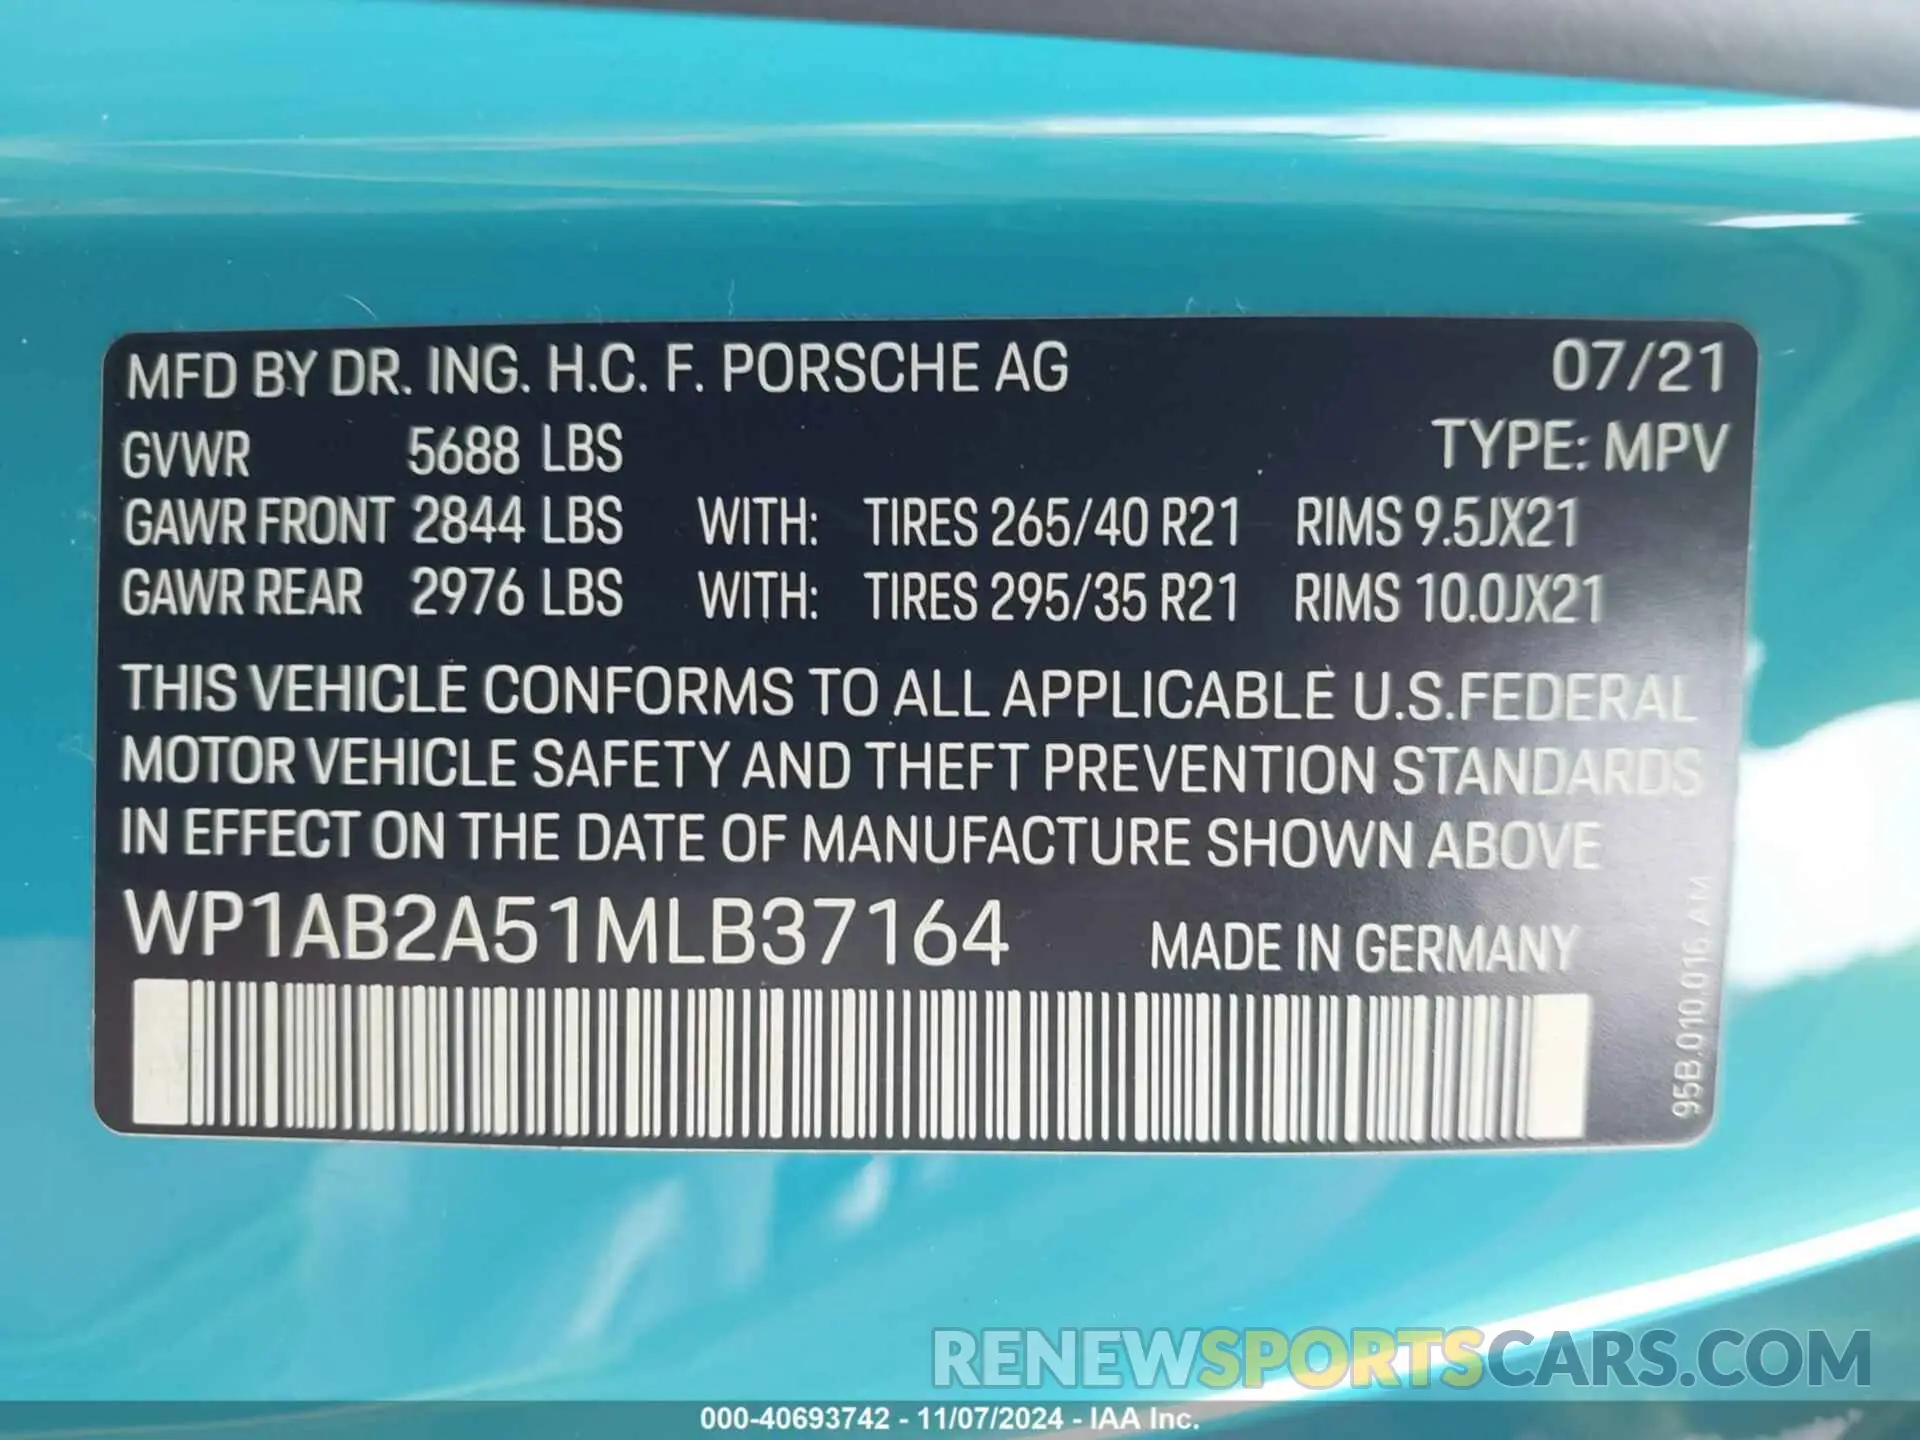 MFD BY DR. ING. H.C. F. PORSCHE AG 07/21
GVWR 5688 LBS TYPE: MPV
GAWR FRONT 2844 LBS WITH: TIRES 265/40 R21 RIMS 9.5JX21
GAWR REAR 2976 LBS WITH: TIRES 295/35 R21 RIMS 10.0JX21
THIS VEHICLE CONFORMS TO ALL APPLICABLE U.S.FEDERAL
MOTOR VEHICLE SAFETY AND THEFT PREVENTION STANDARDS
IN EFFECT ON THE DATE OF MANUFACTURE SHOWN ABOVE
WP1AB2A51MLB37164 MADE IN GERMANY
95B.010.016.AM
RENEWSPORTSCARS.COM
000-40693742 - 11/07/2024 - IAA Inc.